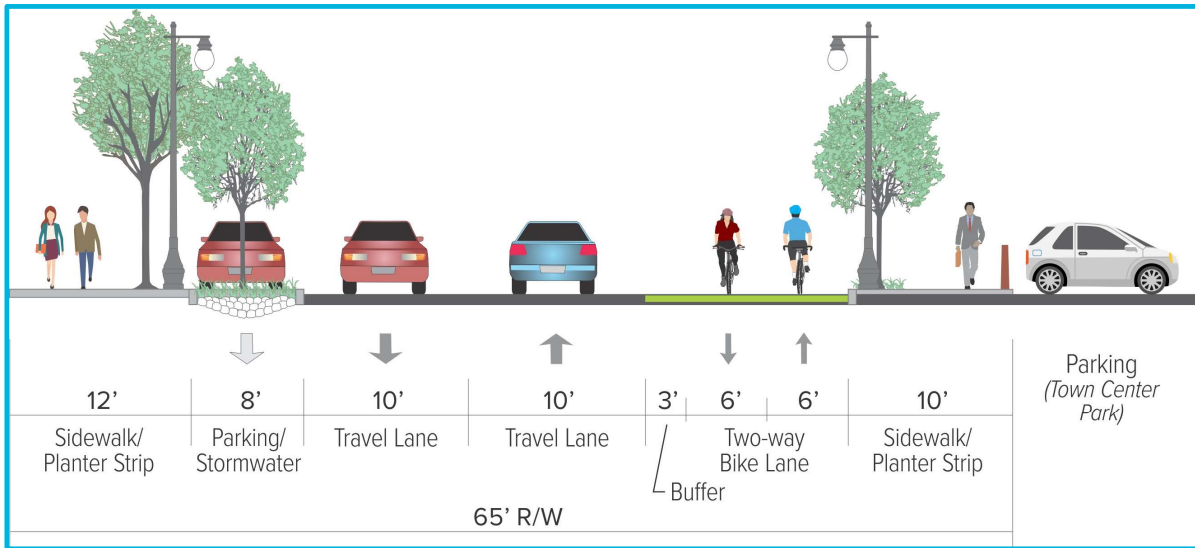 12’
8’
10’
10’
3’
6’
6’
10’
Sidewalk/
Planter Strip
Parking/
Stormwater
Travel Lane
Travel Lane
Buffer
Two-way
Bike Lane
Sidewalk/
Planter Strip
Parking
(Town Center
Park)
65’ R/W